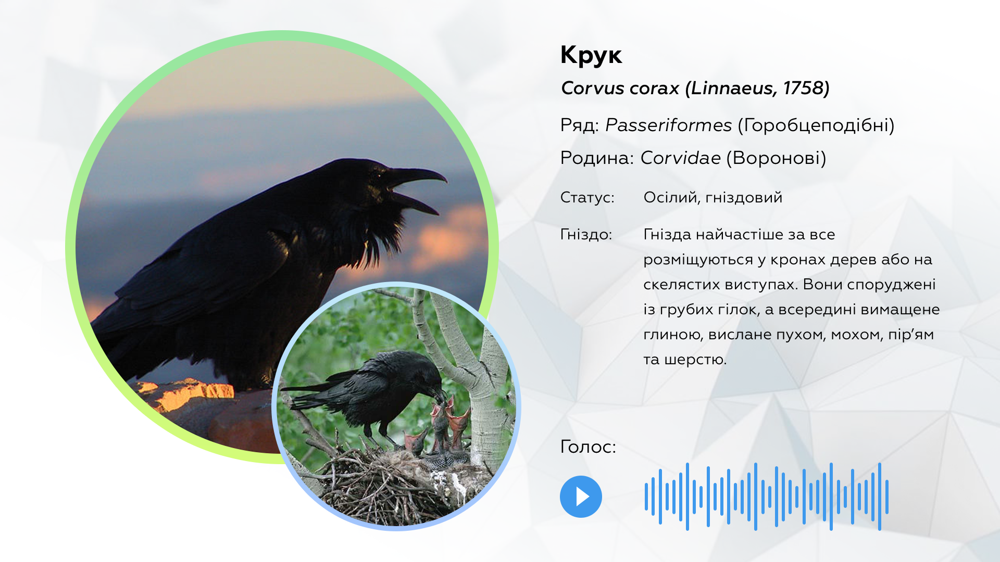 Крук
Corvus corax (Linnaeus, 1758)
Ряд: Passeriformes (Горобцеподібні)
Родина: Corvidae (Воронові)
Статус: Осілий, гніздовий
Гніздо: Гнізда найчастіше за все
розміщуються у кронах дерев або на
скелястих виступах. Вони споруджені
із грубих гілок, а всередині вимащене
глиною, вислане пухом, мохом, пір’ям
та шерстю.
Голос: